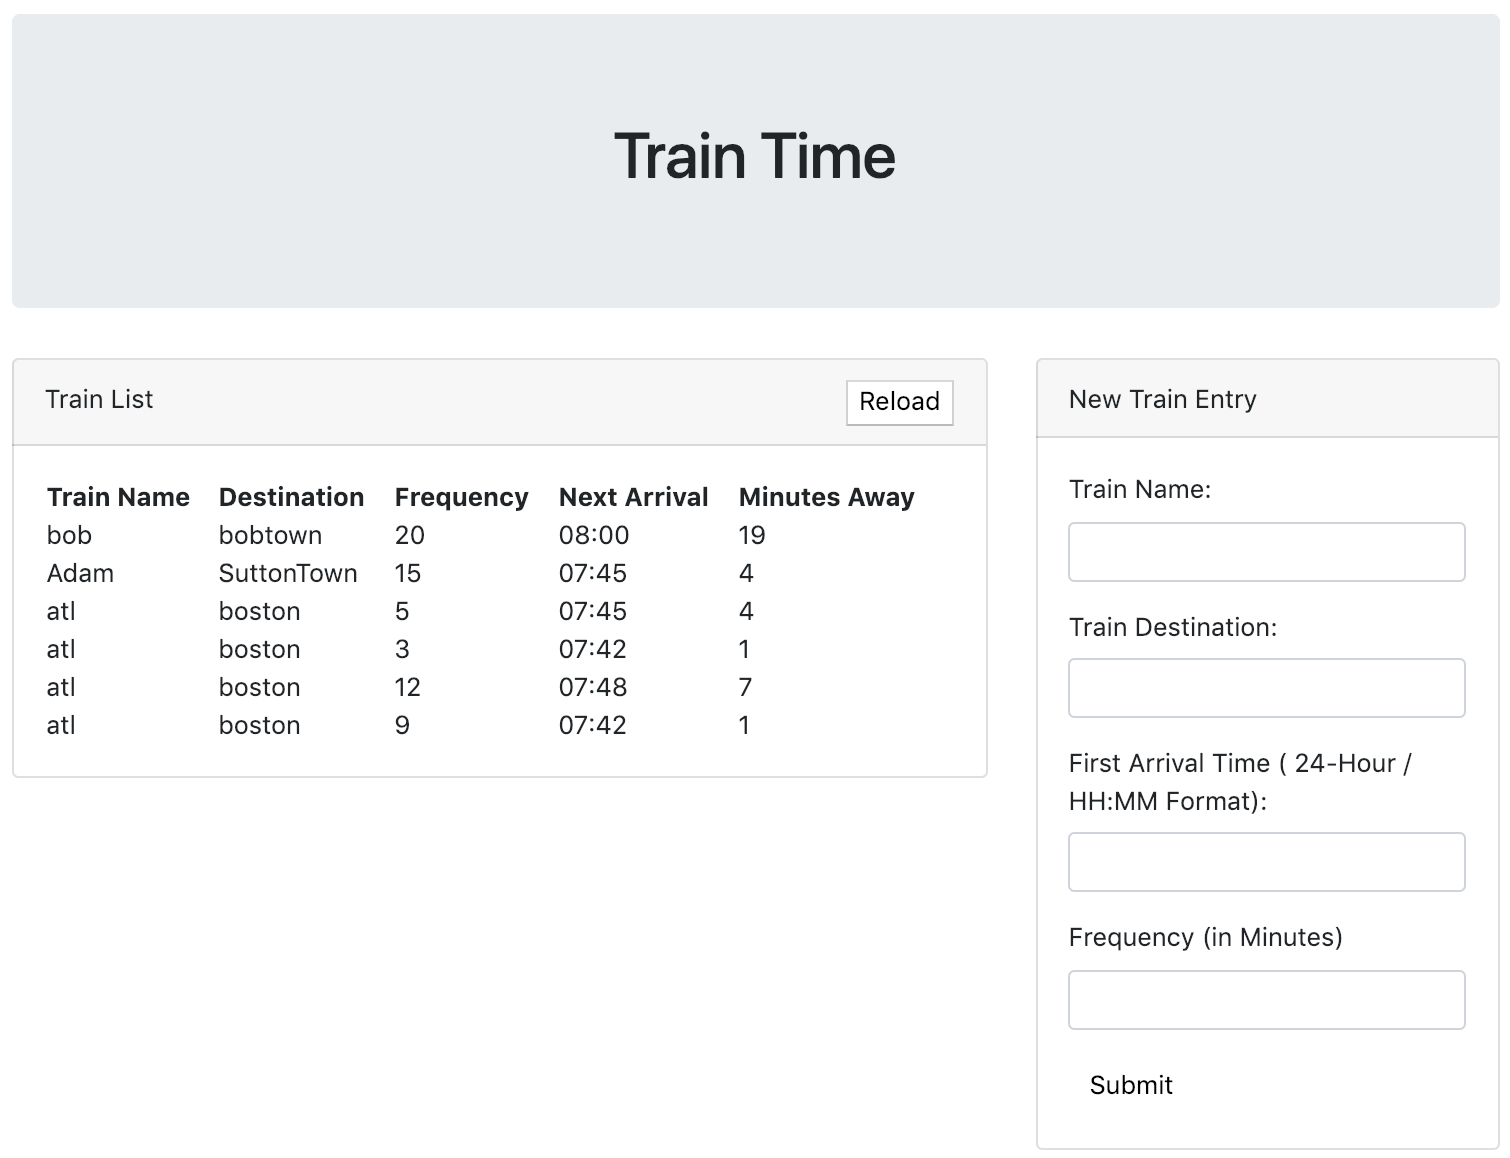 Train Time
Train List
Reload
Train Name Destination Frequency Next Arrival Minutes Away
bob bobtown 20 08:00 19
Adam SuttonTown 15 07:45 4
atl boston 5 07:45 4
atl boston 3 07:42 1
atl boston 12 07:48 7
atl boston 9 07:42 1
New Train Entry
Train Name:
Train Destination:
First Arrival Time ( 24-Hour /
HH:MM Format):
Frequency (in Minutes)
Submit